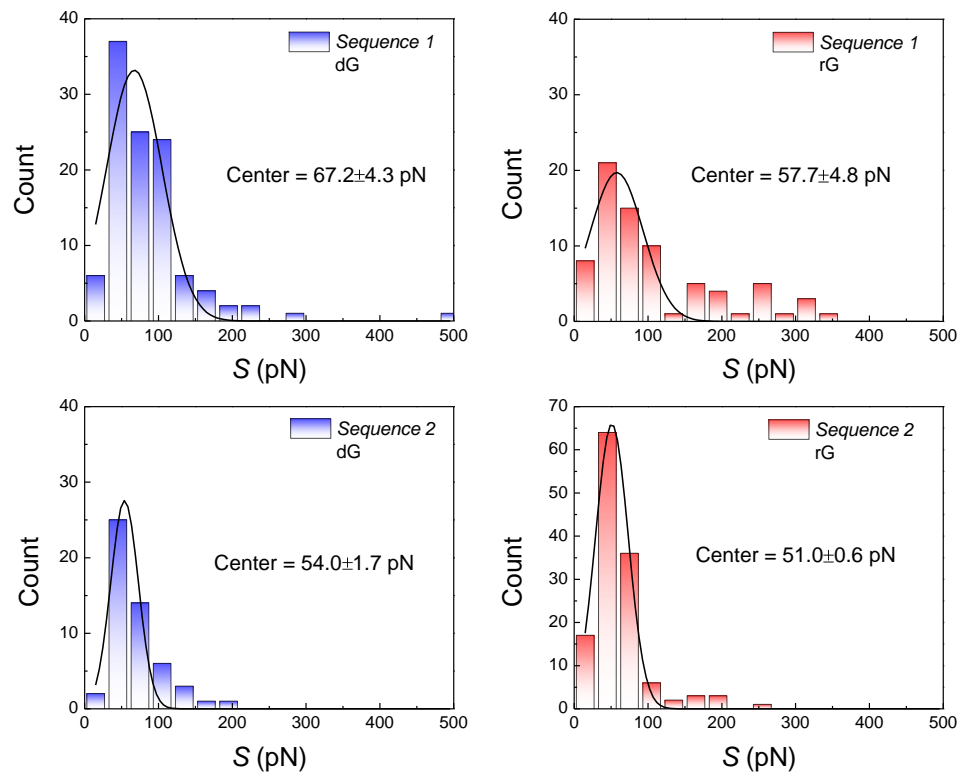 Sequence 1
dG
Center = 67.2±4.3 pN
Count
40
30
20
10
0
0 100 200 300 400 500
S (pN)
Sequence 1
rG
Center = 57.7±4.8 pN
Count
40
30
20
10
0
0 100 200 300 400 500
S (pN)
Sequence 2
dG
Center = 54.0±1.7 pN
Count
40
30
20
10
0
0 100 200 300 400 500
S (pN)
Sequence 2
rG
Center = 51.0±0.6 pN
Count
70
60
50
40
30
20
10
0
0 100 200 300 400 500
S (pN)